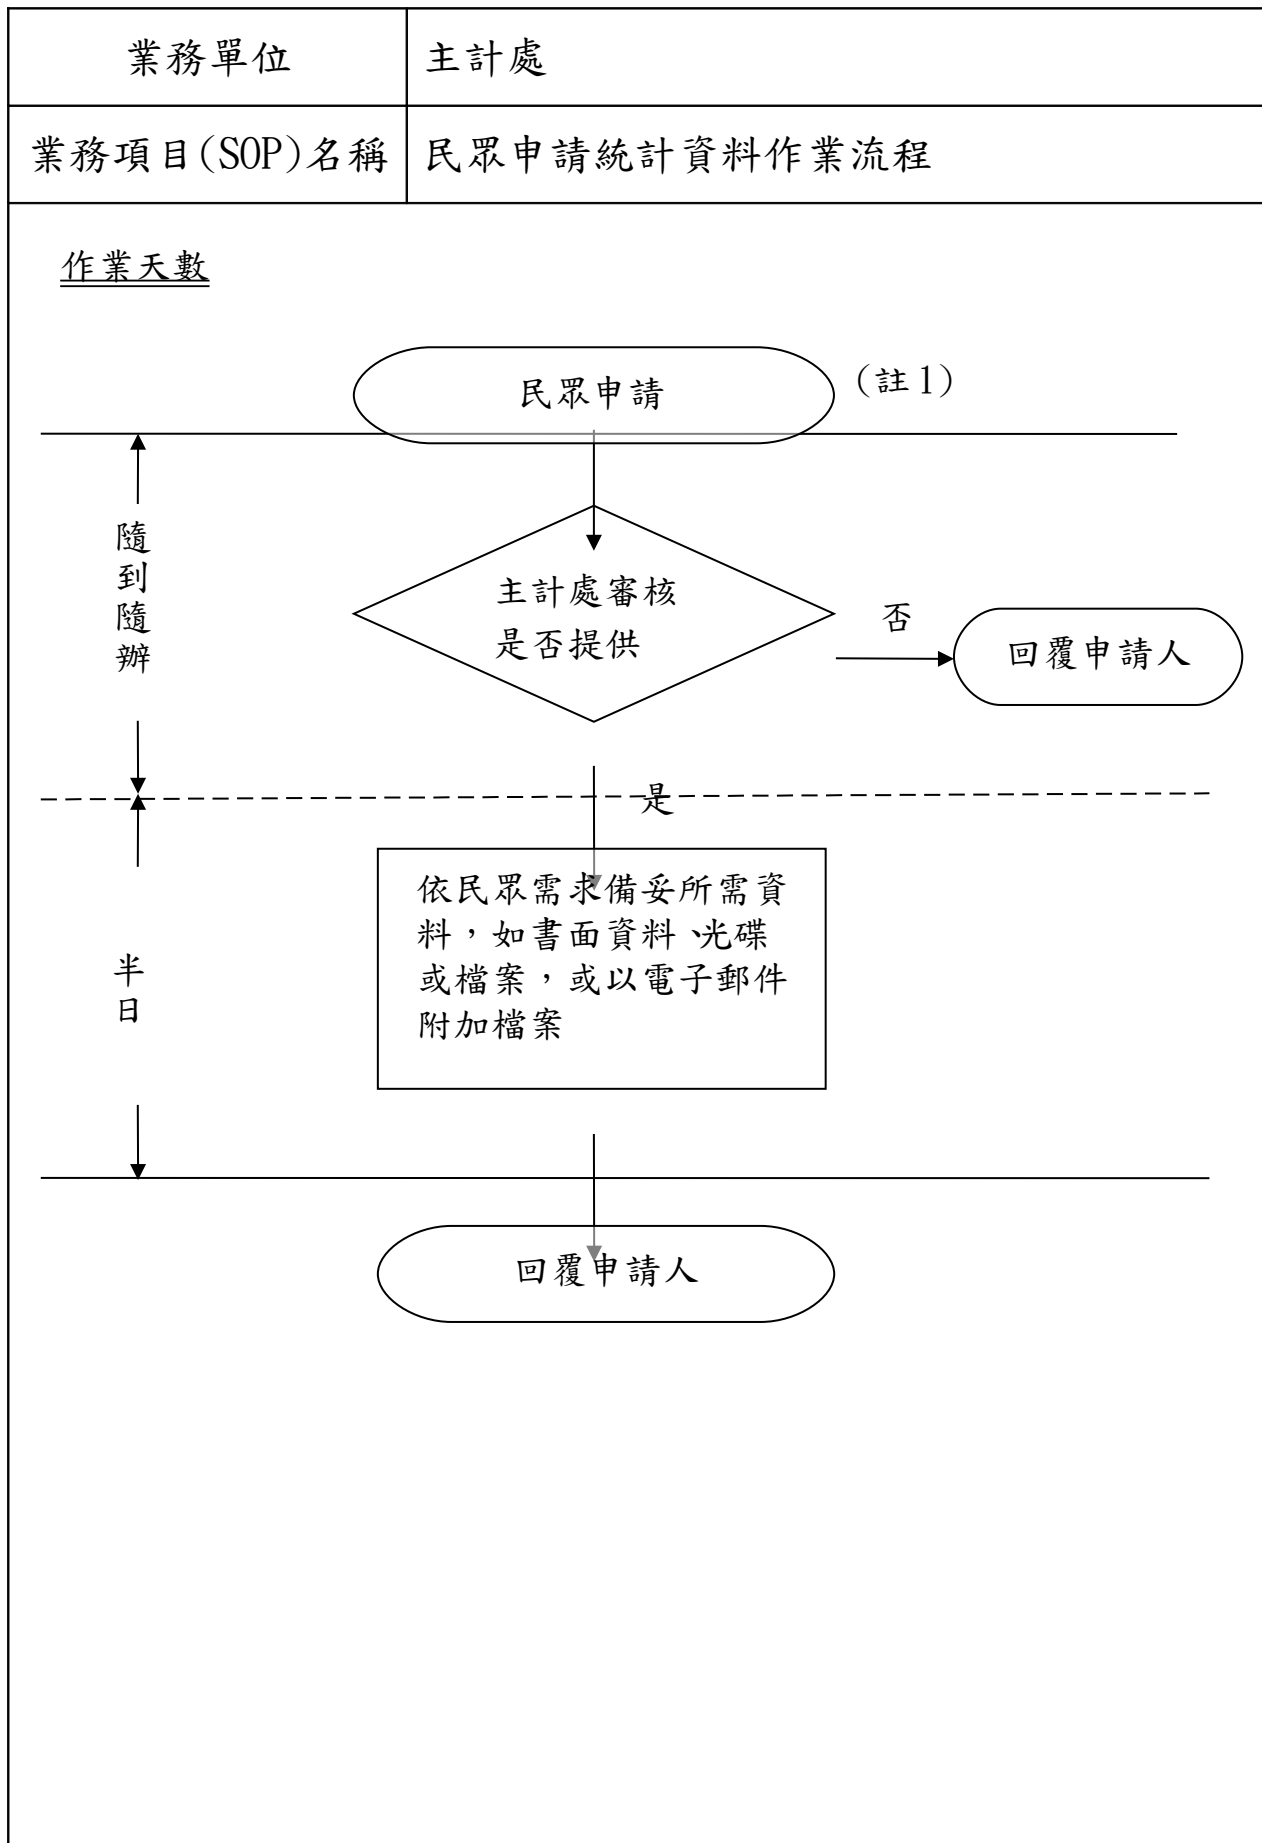 業務單位
主計處
業務項目(SOP)名稱
民眾申請統計資料作業流程
作業天數
民眾申請
(註1)
隨到隨辦
主計處審核
是否提供
否
回覆申請人
是
半日
依民眾需求備妥所需資
料，如書面資料、光碟
或檔案，或以電子郵件
附加檔案
回覆申請人